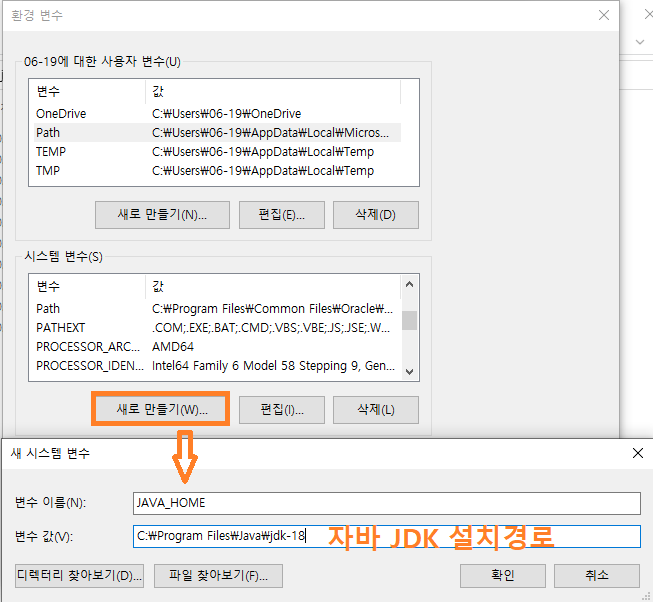 환경 변수
06-19에 대한 사용자 변수(U)
변수 값
OneDrive C:₩Users₩06-19₩OneDrive
Path C:₩Users₩06-19₩AppData₩Local₩Micros...
TEMP C:₩Users₩06-19₩AppData₩Local₩Temp
TMP C:₩Users₩06-19₩AppData₩Local₩Temp
새로 만들기(N)... 편집(E)... 삭제(D)
시스템 변수(S)
변수 값
Path C:₩Program Files₩Common Files₩Oracle₩...
PATHEXT .COM;.EXE;.BAT;.CMD;.VBS;.VBE;.JS;.JSE;.W...
PROCESSOR_ARC... AMD64
PROCESSOR_IDEN... Intel64 Family 6 Model 58 Stepping 9, Gen...
새로 만들기(W)... 편집(I)... 삭제(L)
새 시스템 변수
변수 이름(N): JAVA_HOME
변수 값(V): C:₩Program Files₩Java₩jdk-18 자바 JDK 설치경로
디렉터리 찾아보기(D)... 파일 찾아보기(F)... 확인 취소